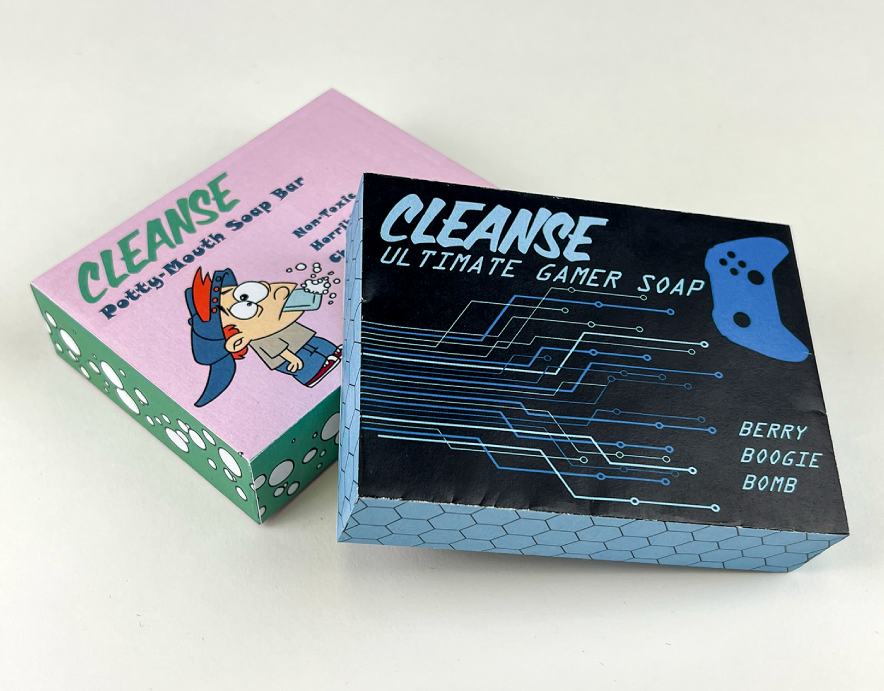 CLEANSE
Potty-Mouth Soap Bar
Non-Toxic
CLEANSE
ULTIMATE GAMER SOAP
BERRY
BOOGIE
BOMB